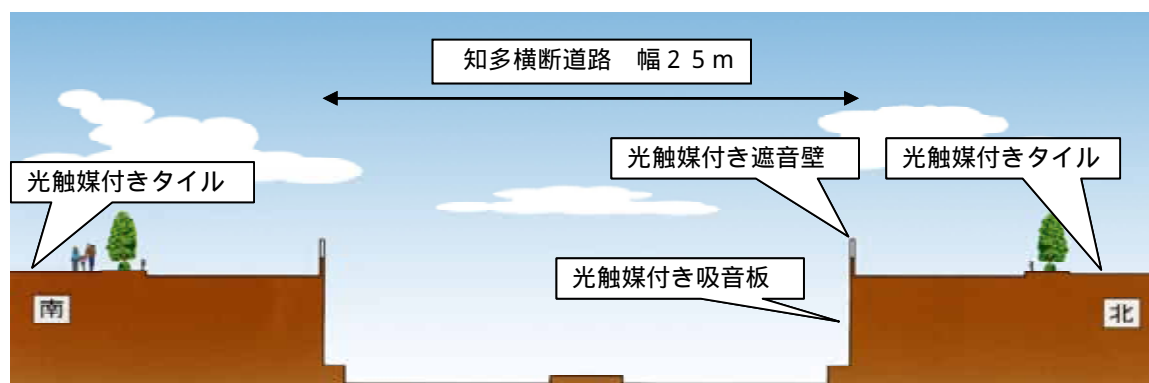 知多横断道路　幅２５ｍ
光触媒付きタイル
光触媒付き遮音壁
光触媒付きタイル
光触媒付き吸音板
南
北